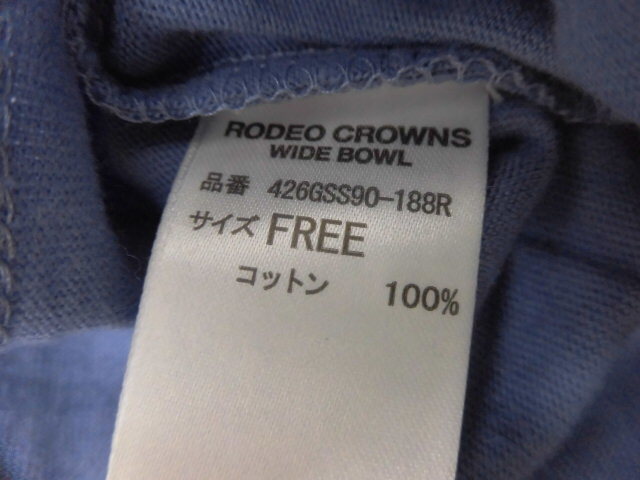 RODEO CROWNS
WIDE BOWL
品番 426GSS90-188R
サイズ FREE
コットン 100%